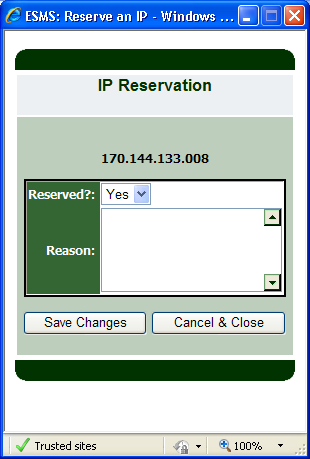 ESMS: Reserve an IP - Windows ...
IP Reservation
170.144.133.008
Reserved?: Yes
Reason:
Save Changes Cancel & Close
Trusted sites 100%